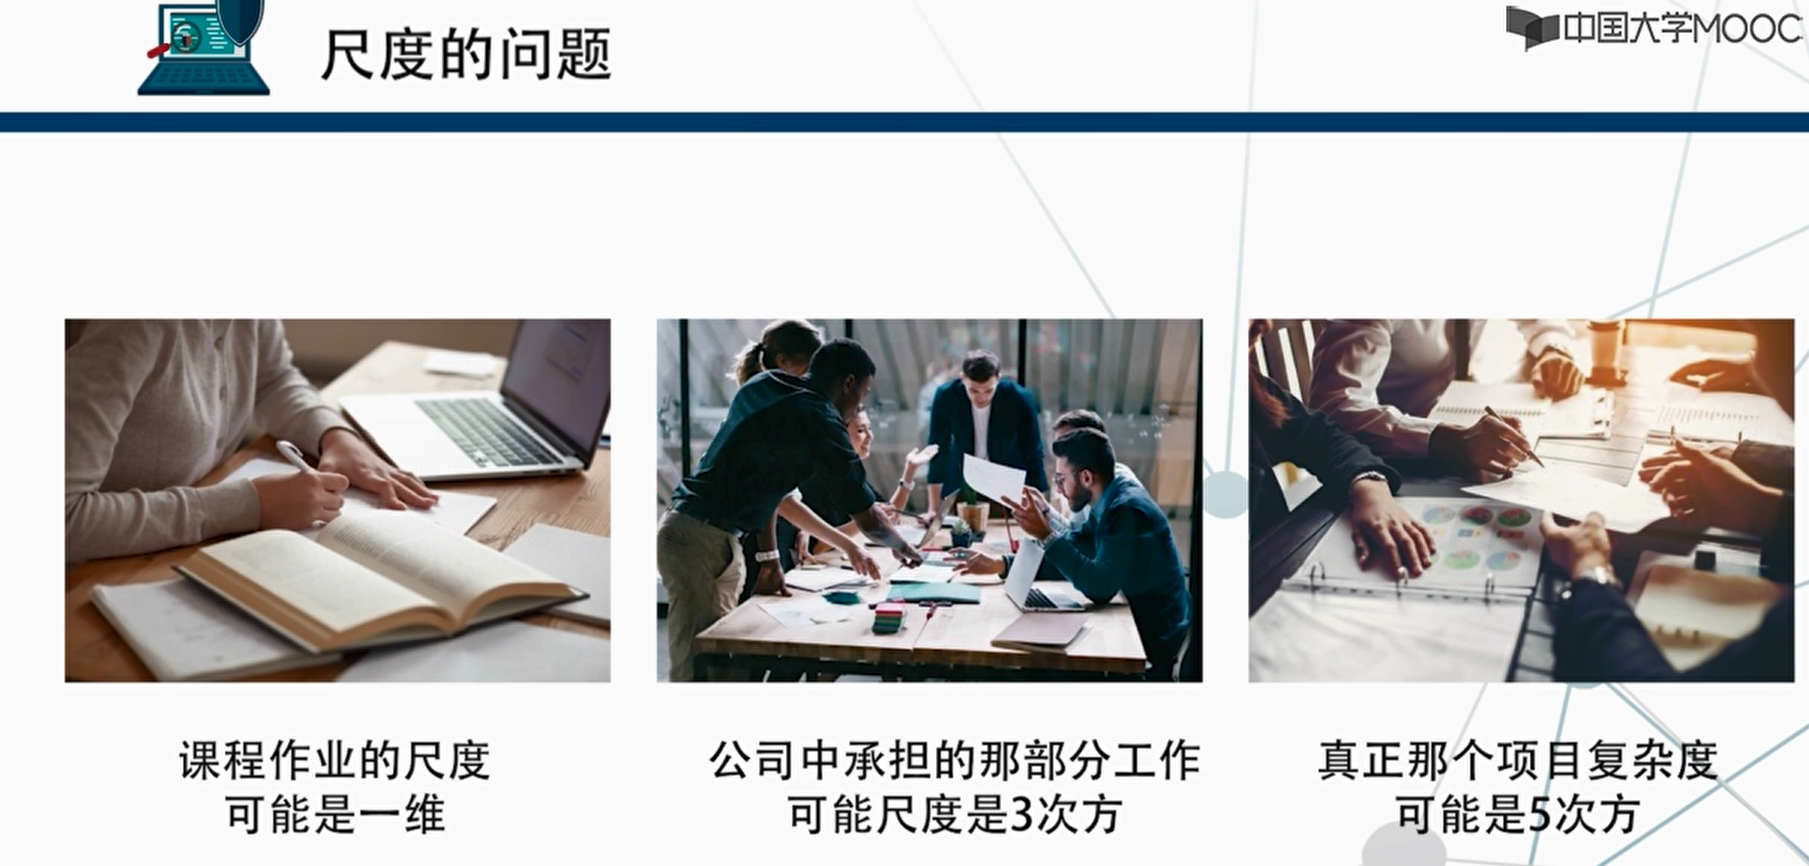 尺度的问题
中国大学MOOC
课程作业的尺度
可能是一维
公司中承担的那部分工作
可能尺度是3次方
真正那个项目复杂度
可能是5次方